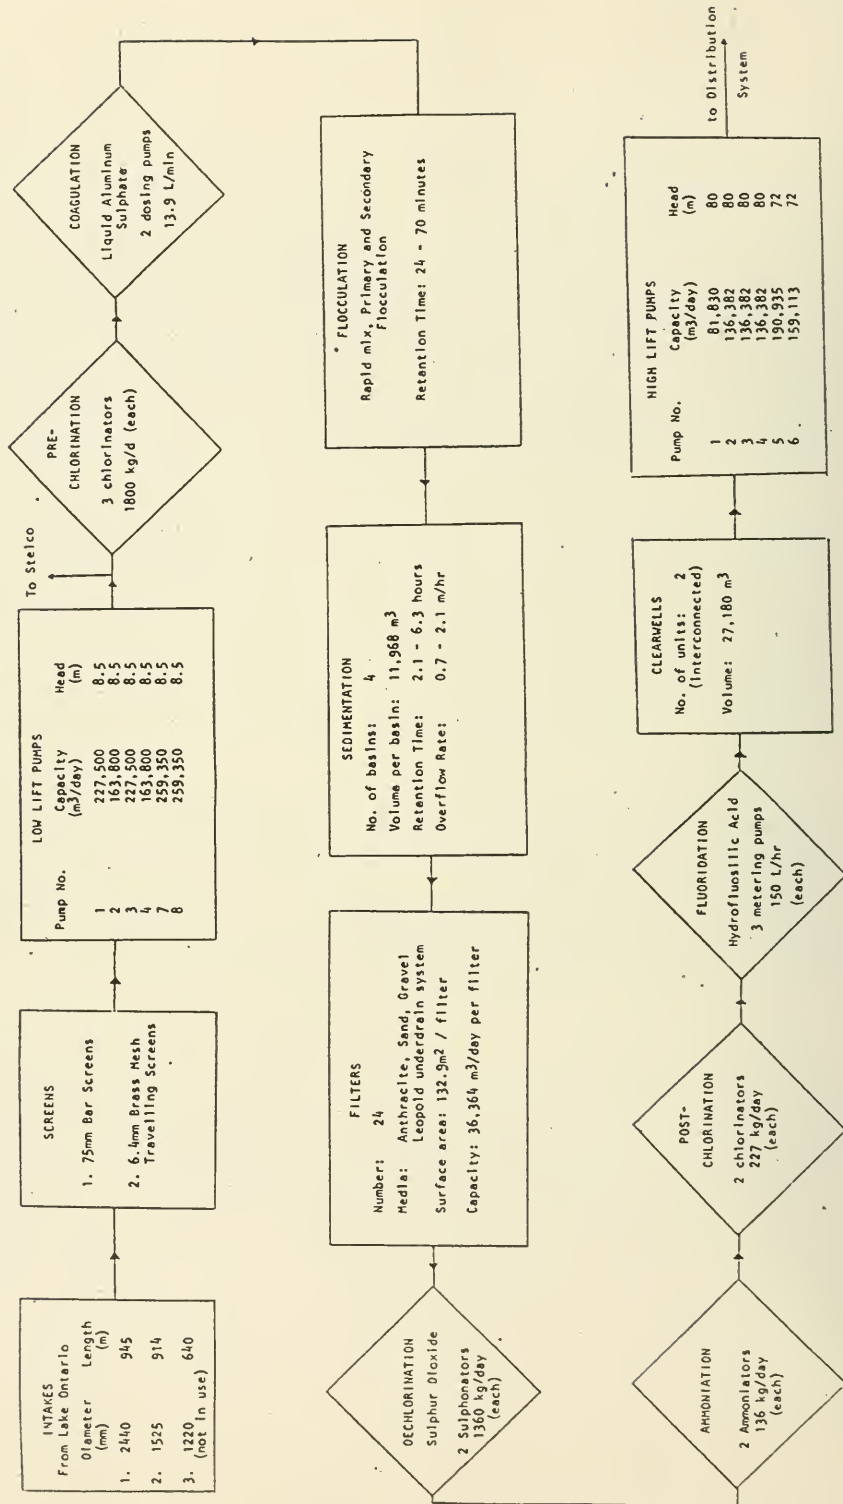 INTAKES
From Lake Ontario
Diameter Length
(mm) (m)
1. 2440 945
2. 1525 914
3. 1220 640
(not in use)
SCREENS
1. 75mm Bar Screens
2. 6.4mm Brass Mesh
Travelling Screens
LOW LIFT PUMPS
Pump No. Capacity Head
(m3/day) (m)
1 227,500 8.5
2 163,800 8.5
3 227,500 8.5
4 163,800 8.5
7 259,350 8.5
8 259,350 8.5
To Stelco
PRE-
CHLORINATION
3 chlorinators
1800 kg/d (each)
COAGULATION
Liquid Aluminum
Sulphate
2 dosing pumps
13.9 L/min
FLOCCULATION
Rapid mix, Primary and Secondary
Flocculation
Retantion Time: 24 - 70 minutes
SEDIMENTATION
No. of basins: 4
Volume per basin: 11,968 m3
Retantion Time: 2.1 - 6.3 hours
Overflow Rate: 0.7 - 2.1 m/hr
FILTERS
Number: 24
Media: Anthracite, Sand, Gravel
Leopold underdrain system
Surface area: 132.9m2 / filter
Capacity: 36,364 m3/day per filter
DECHLORINATION
Sulphur Dioxide
2 Sulphonators
1360 kg/day
(each)
AMMONIATION
2 Ammoniators
136 kg/day
(each)
POST-
CHLORINATION
2 chlorinators
227 kg/day
(each)
FLUORIDATION
Hydrofluosilic Acid
3 metering pumps
150 L/hr
(each)
CLEARWELLS
No. of units: 2
(Interconnected)
Volume: 27,180 m3
HIGH LIFT PUMPS
Pump No. Capacity Head
(m3/day) (m)
1 81,830 80
2 136,382 80
3 136,382 80
4 136,382 80
5 190,935 72
6 159,113 72
to Distribution
System